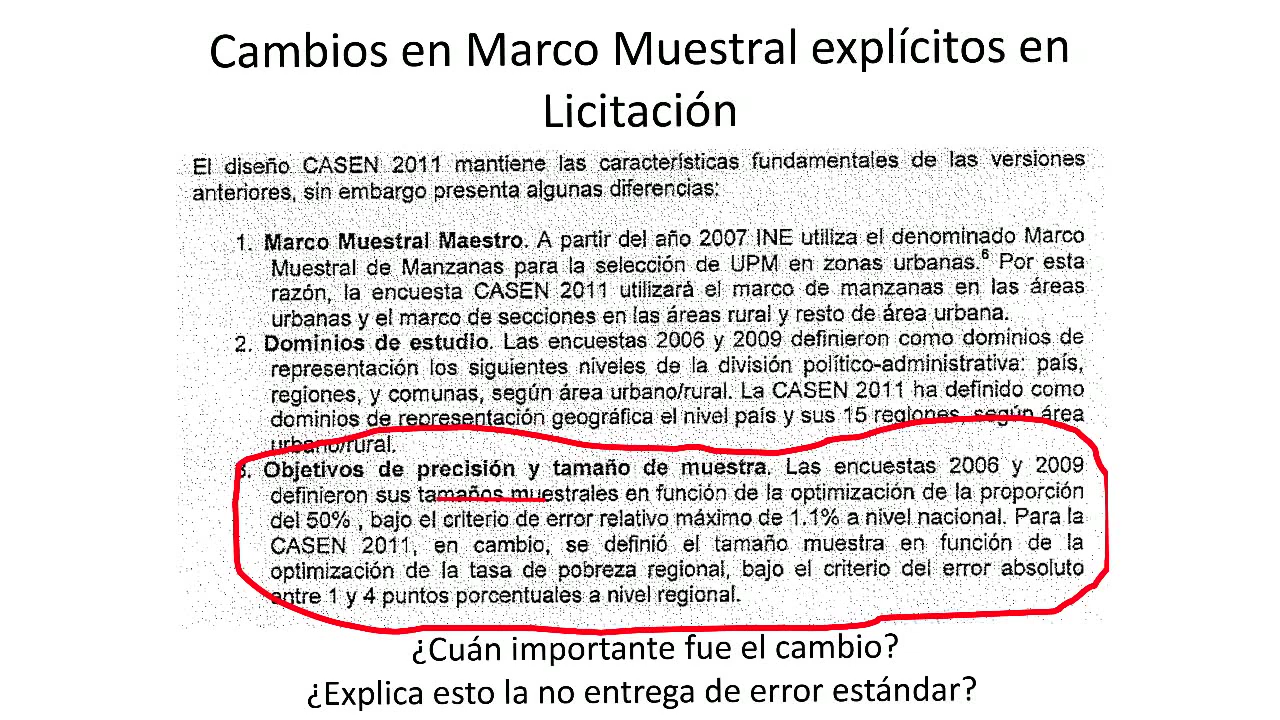 Cambios en Marco Muestral explícitos en
Licitación
El diseño CASEN 2011 mantiene las características fundamentales de las versiones
anteriores, sin embargo presenta algunas diferencias:
1. Marco Muestral Maestro. A partir del año 2007 INE utiliza el denominado Marco
Muestral de Manzanas para la selección de UPM en zonas urbanas.6 Por esta
razón, la encuesta CASEN 2011 utilizará el marco de manzanas en las áreas
urbanas y el marco de secciones en las áreas rural y resto de área urbana.
2. Dominios de estudio. Las encuestas 2006 y 2009 definieron como dominios de
representación los siguientes niveles de la división político-administrativa: país,
regiones, y comunas, según área urbano/rural. La CASEN 2011 ha definido como
dominios de representación geográfica el nivel país y sus 15 regiones, según área
urbano/rural.
3. Objetivos de precisión y tamaño de muestra. Las encuestas 2006 y 2009
definieron sus tamaños muestrales en función de la optimización de la proporción
del 50% , bajo el criterio de error relativo máximo de 1.1% a nivel nacional. Para la
CASEN 2011, en cambio, se definió el tamaño muestra en función de la
optimización de la tasa de pobreza regional, bajo el criterio del error absoluto
entre 1 y 4 puntos porcentuales a nivel regional.
¿Cuán importante fue el cambio?
¿Explica esto la no entrega de error estándar?